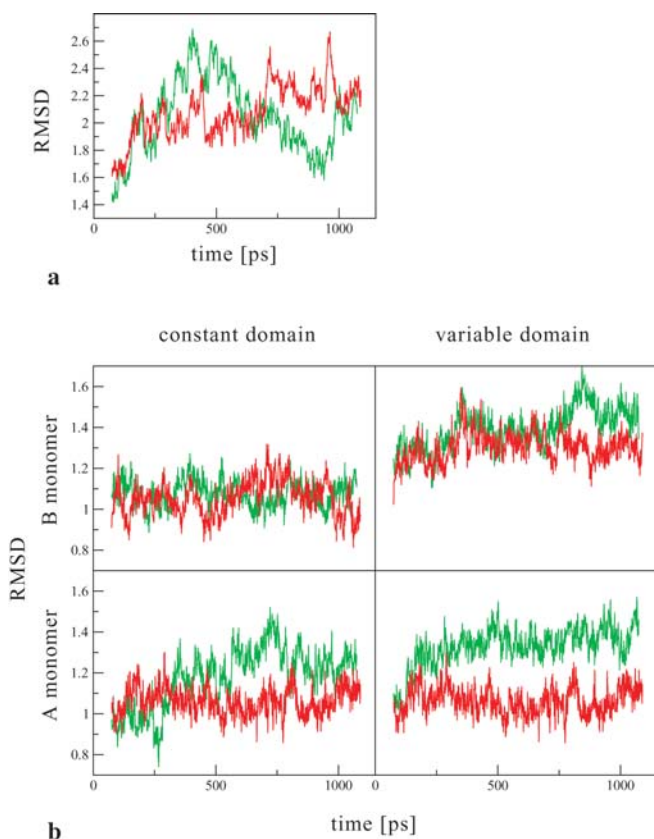 2.6
2.4
2.2
2.0
1.8
1.6
1.4
RMSD
0 500 1000
time [ps]
a
constant domain variable domain
1.6
1.4
1.2
1
0.8
B monomer
RMSD
1.6
1.4
1.2
1
0.8
A monomer
0 500 1000 0 500 1000
time [ps]
b